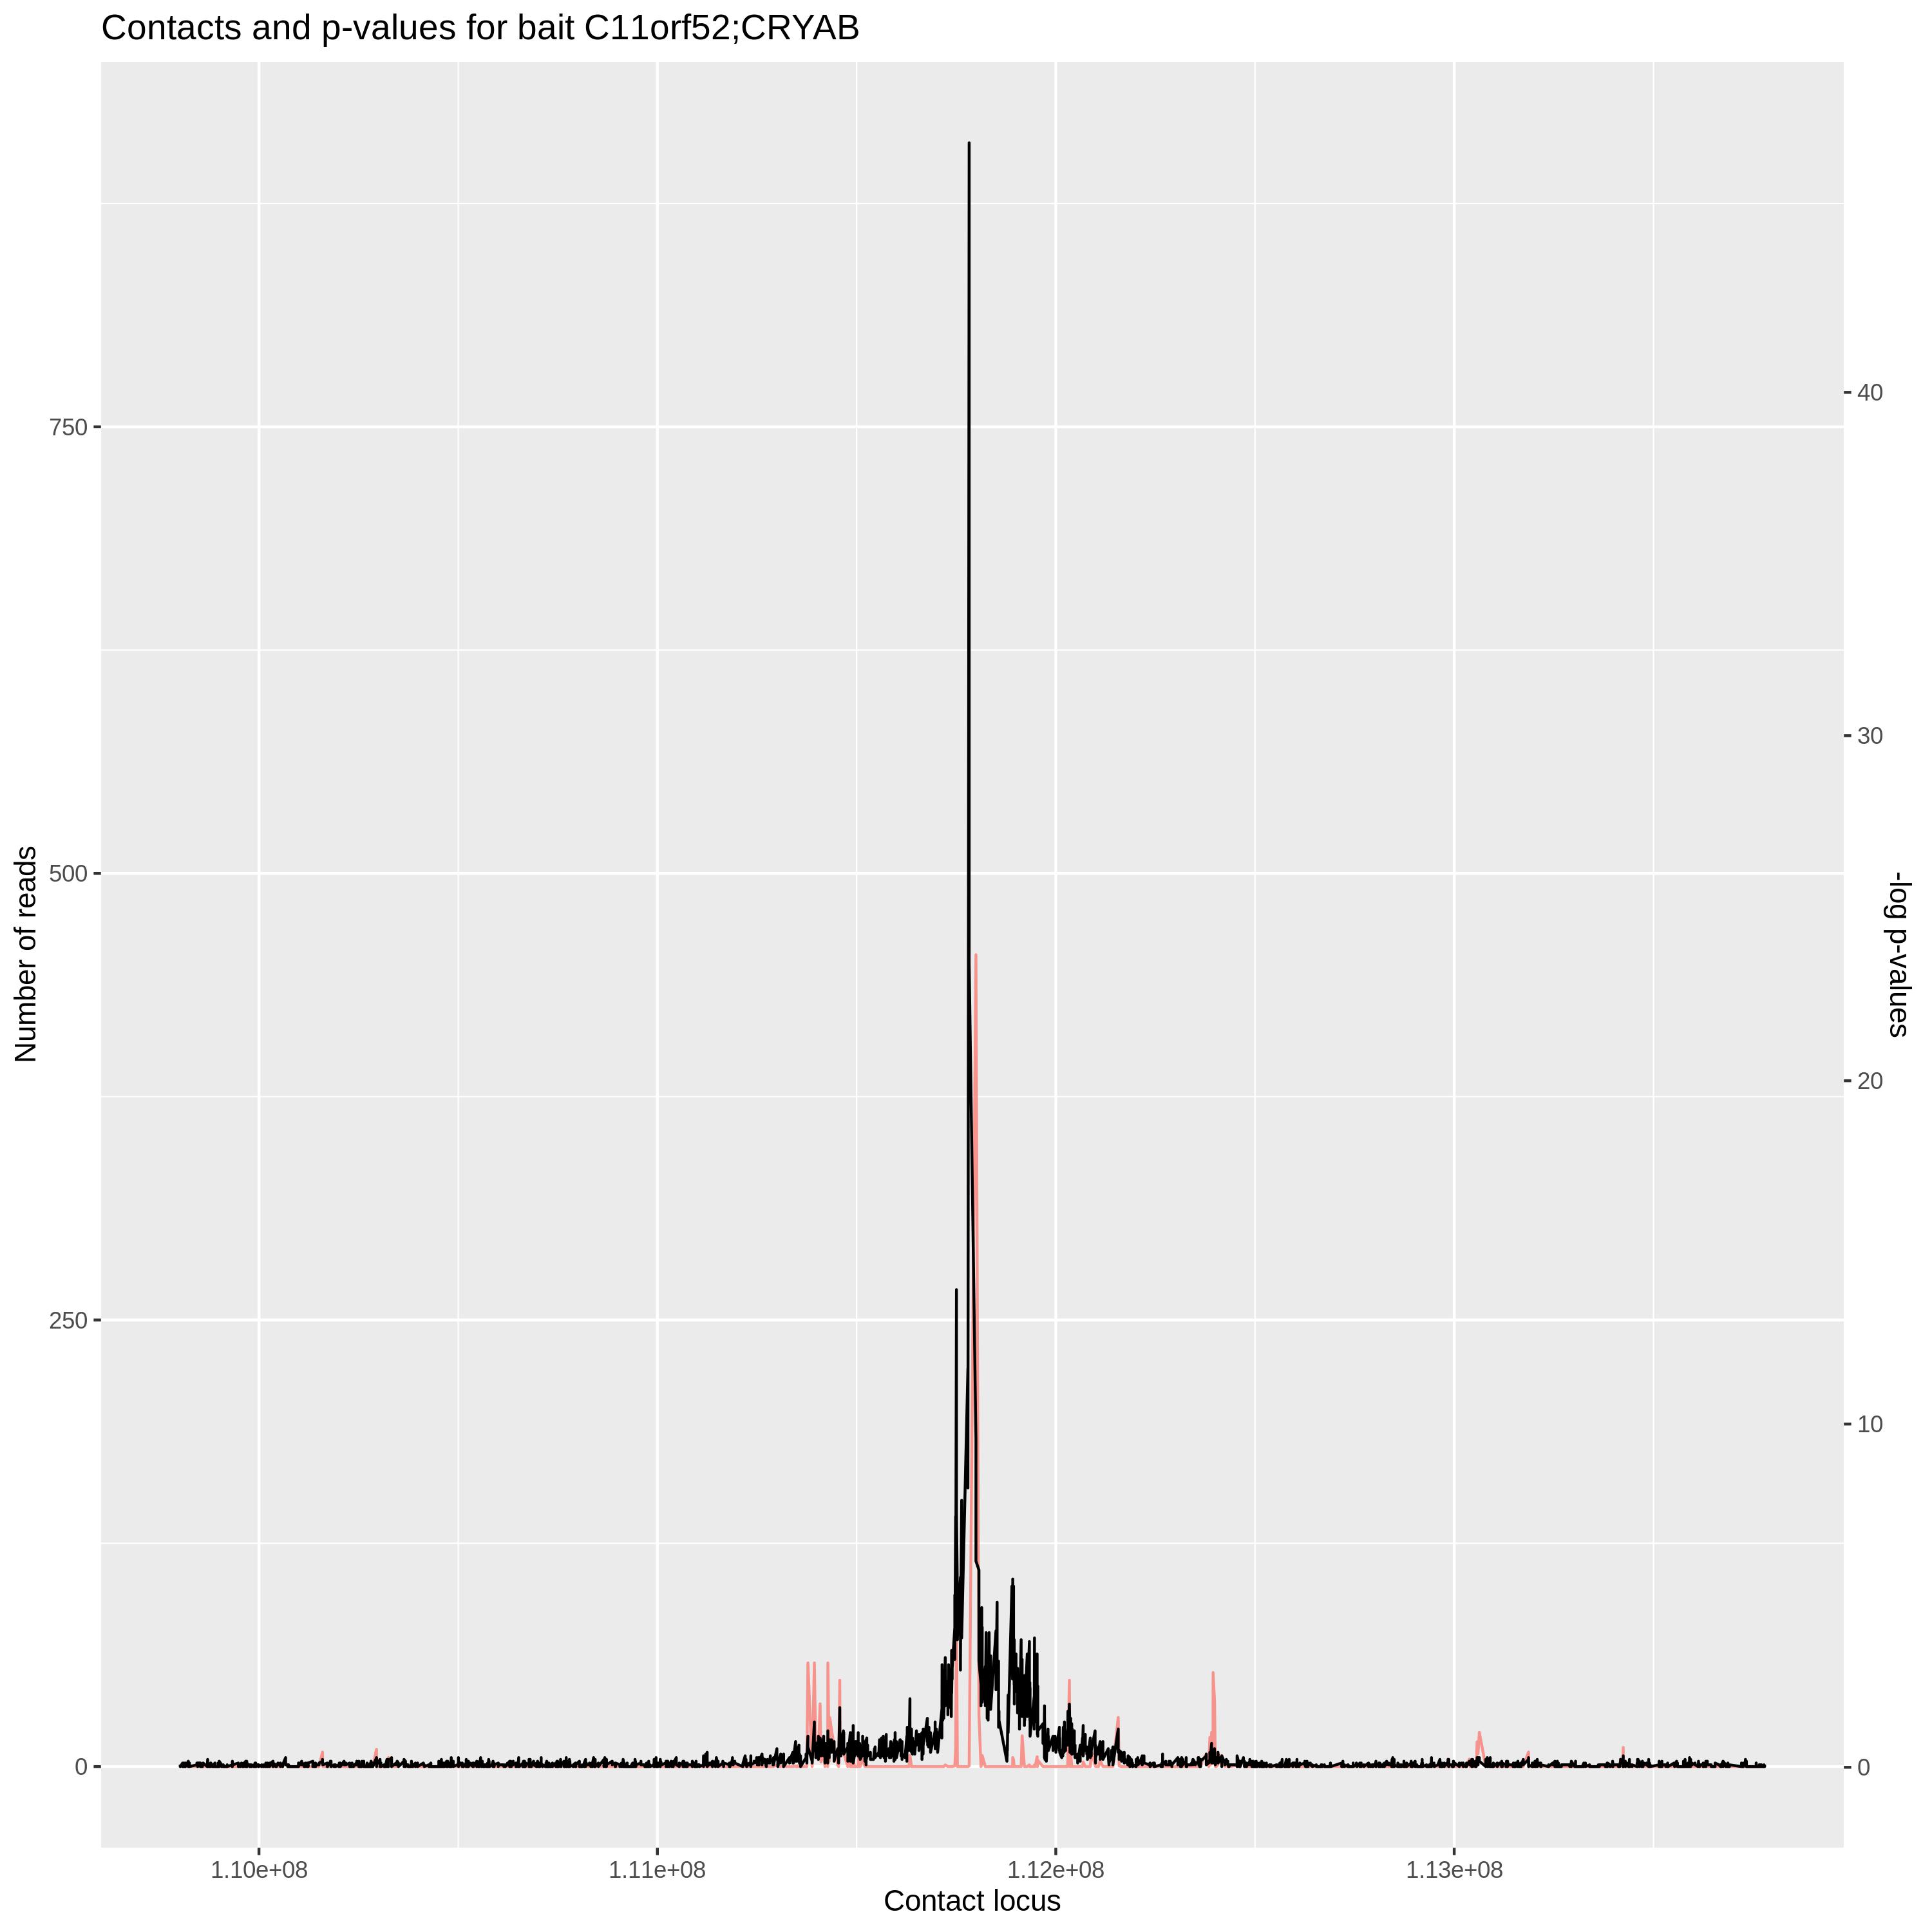 Contacts and p-values for bait C11orf52;CRYAB
Number of reads
750
500
250
0
40
30
20
10
0
-log p-values
1.10e+08
1.11e+08
1.12e+08
1.13e+08
Contact locus